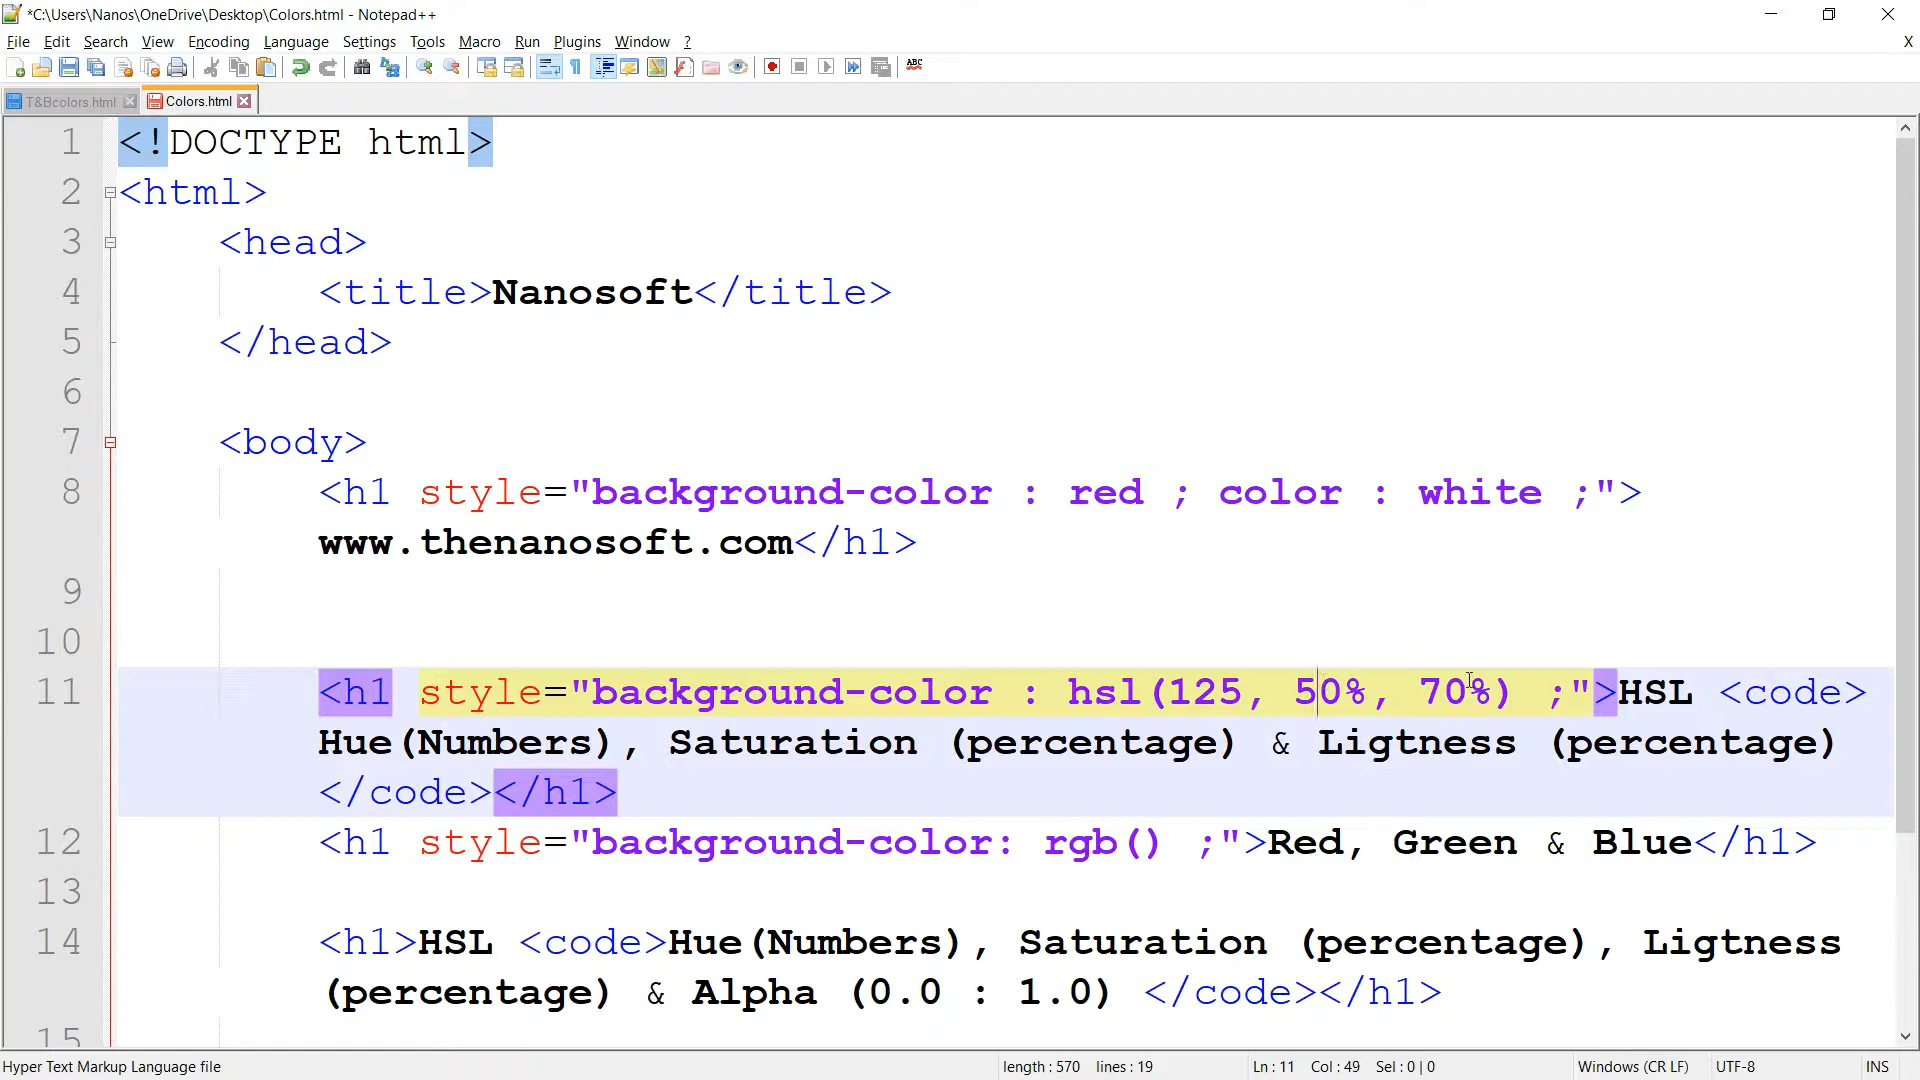 *C:\Users\Nanos\OneDrive\Desktop\Colors.html - Notepad++
File Edit Search View Encoding Language Settings Tools Macro Run Plugins Window ? X
ABC
T&Bcolors.html Colors.html
1 <!DOCTYPE html>
2 <html>
3 <head>
4 <title>Nanosoft</title>
5 </head>
6
7 <body>
8 <h1 style="background-color : red ; color : white ;">
www.thenanosoft.com</h1>
9
10
11 <h1 style="background-color : hsl(125, 50%, 70%) ;">HSL <code>
Hue(Numbers), Saturation (percentage) & Ligtness (percentage)
</code></h1>
12 <h1 style="background-color: rgb() ;">Red, Green & Blue</h1>
13
14 <h1>HSL <code>Hue(Numbers), Saturation (percentage), Ligtness
(percentage) & Alpha (0.0 : 1.0) </code></h1>
15
Hyper Text Markup Language file length : 570 lines : 19 Ln : 11 Col : 49 Sel : 0 | 0 Windows (CR LF) UTF-8 INS